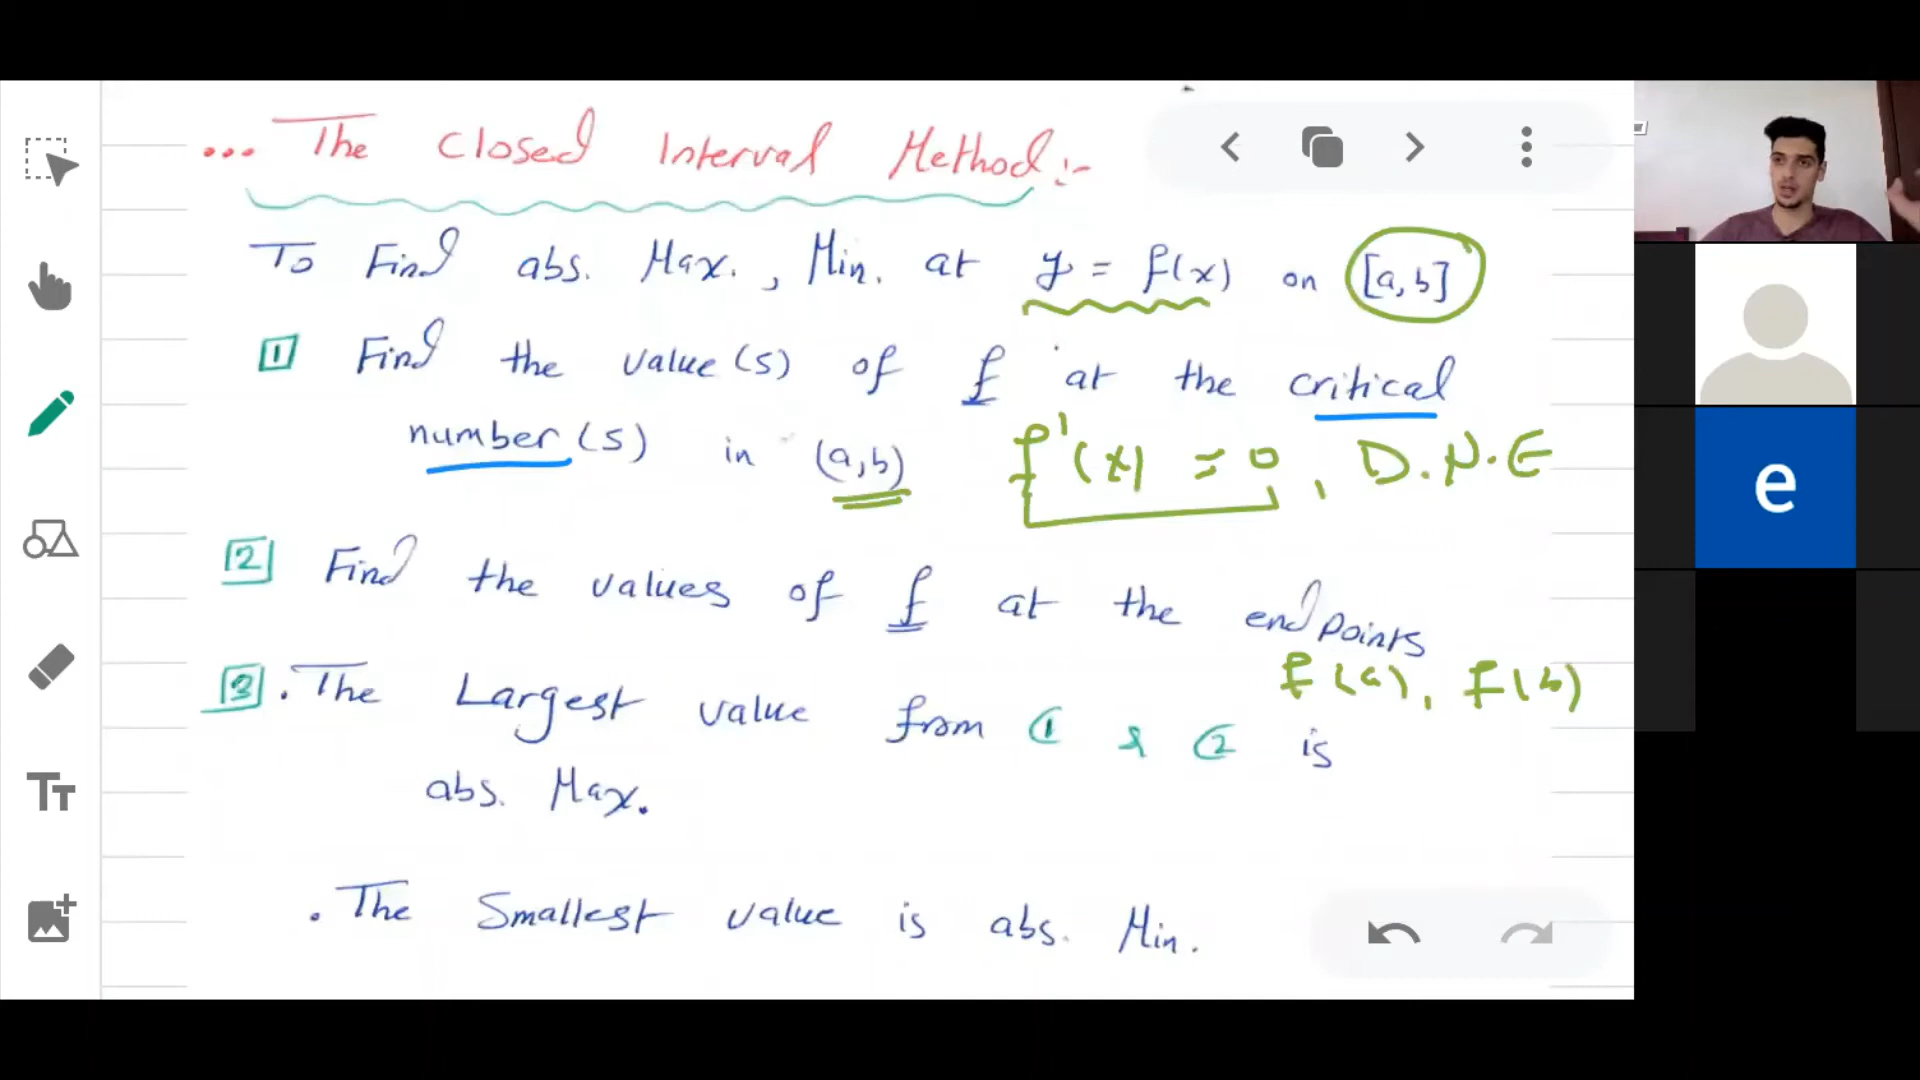 ... The Closed Interval Method:-
To Find abs. Max. , Min. at y = f(x) on [a,b]
1 Find the value(s) of f at the critical
number(s) in (a,b) f'(x) = 0 , D.N.E
2 Find the values of f at the endpoints
f(a), f(b)
3 . The Largest value from 1 & 2 is
abs. Max.
. The Smallest value is abs. Min.
TT
e